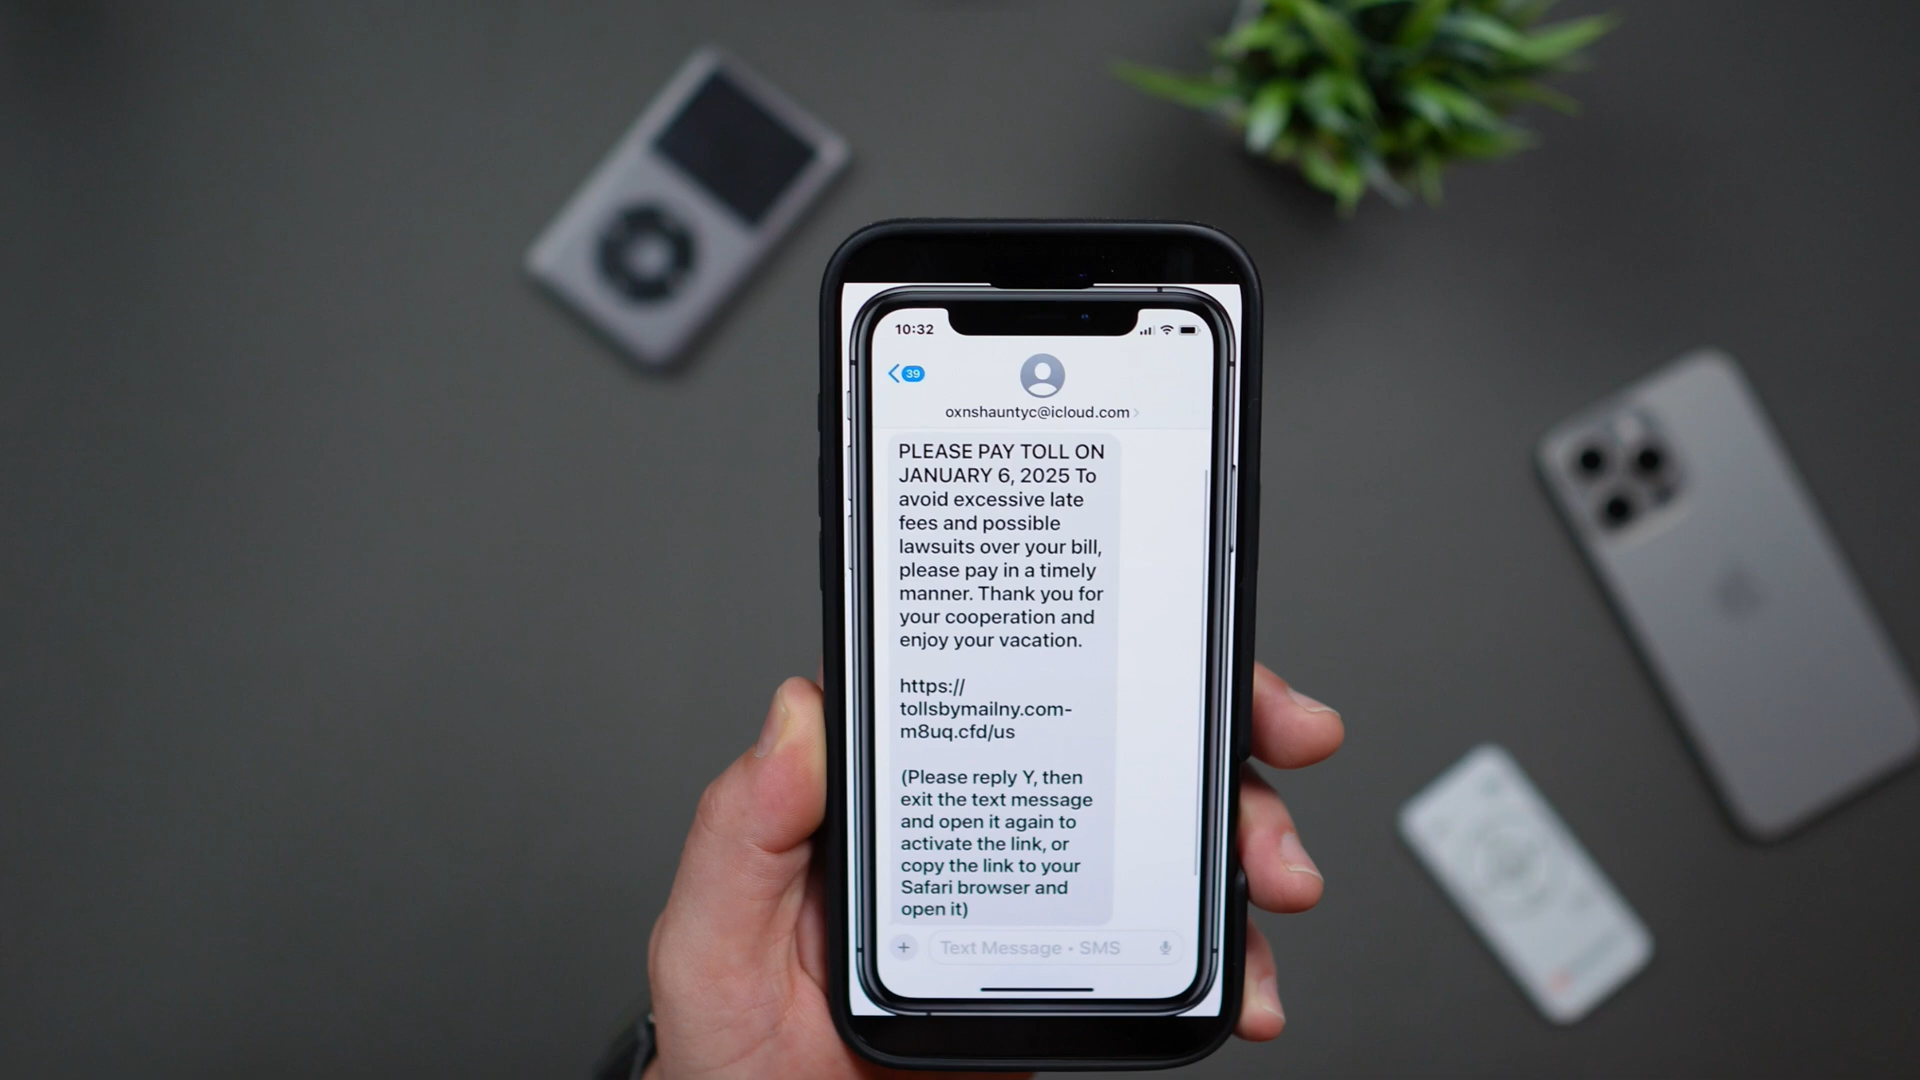 10:32
39
oxnshauntyc@icloud.com
PLEASE PAY TOLL ON
JANUARY 6, 2025 To
avoid excessive late
fees and possible
lawsuits over your bill,
please pay in a timely
manner. Thank you for
your cooperation and
enjoy your vacation.
https://
tollsbymailny.com-
m8uq.cfd/us
(Please reply Y, then
exit the text message
and open it again to
activate the link, or
copy the link to your
Safari browser and
open it)
Text Message • SMS